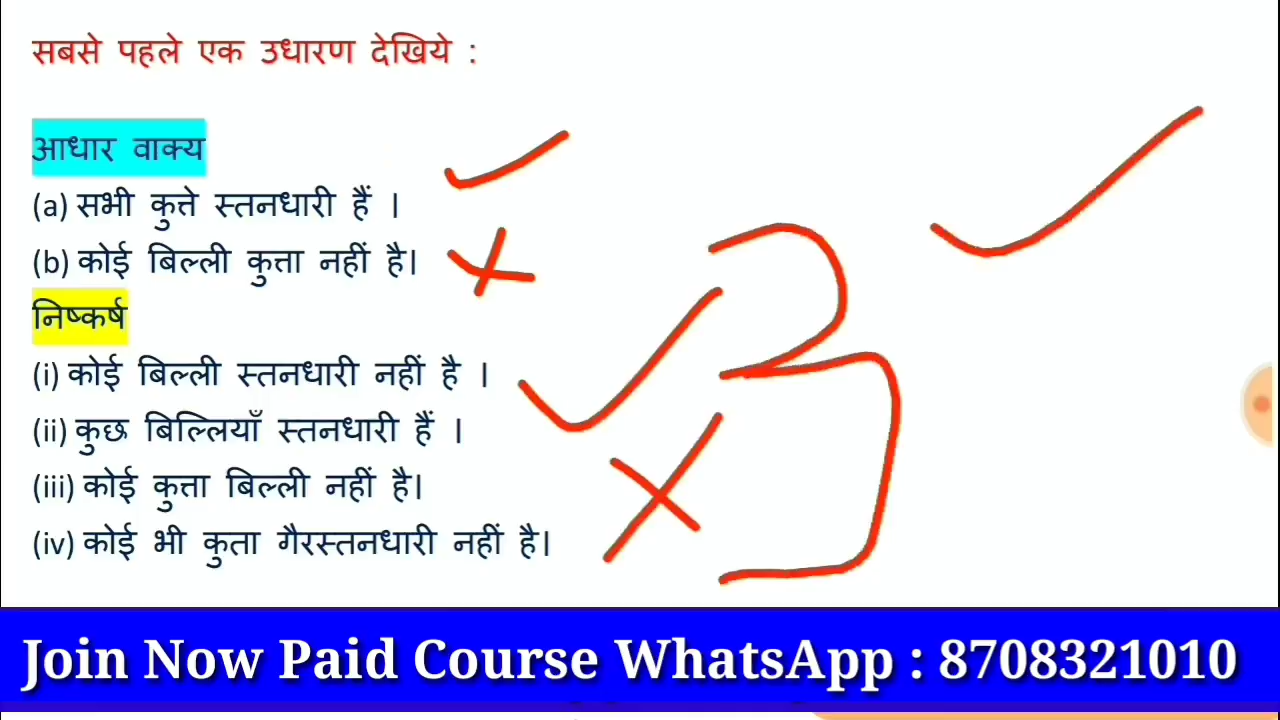 सबसे पहले एक उधारण देखिये :
आधार वाक्य
(a) सभी कुत्ते स्तनधारी हैं ।
(b) कोई बिल्ली कुत्ता नहीं है।
निष्कर्ष
(i) कोई बिल्ली स्तनधारी नहीं है ।
(ii) कुछ बिल्लियाँ स्तनधारी हैं ।
(iii) कोई कुत्ता बिल्ली नहीं है।
(iv) कोई भी कुता गैरस्तनधारी नहीं है।
Join Now Paid Course WhatsApp : 8708321010